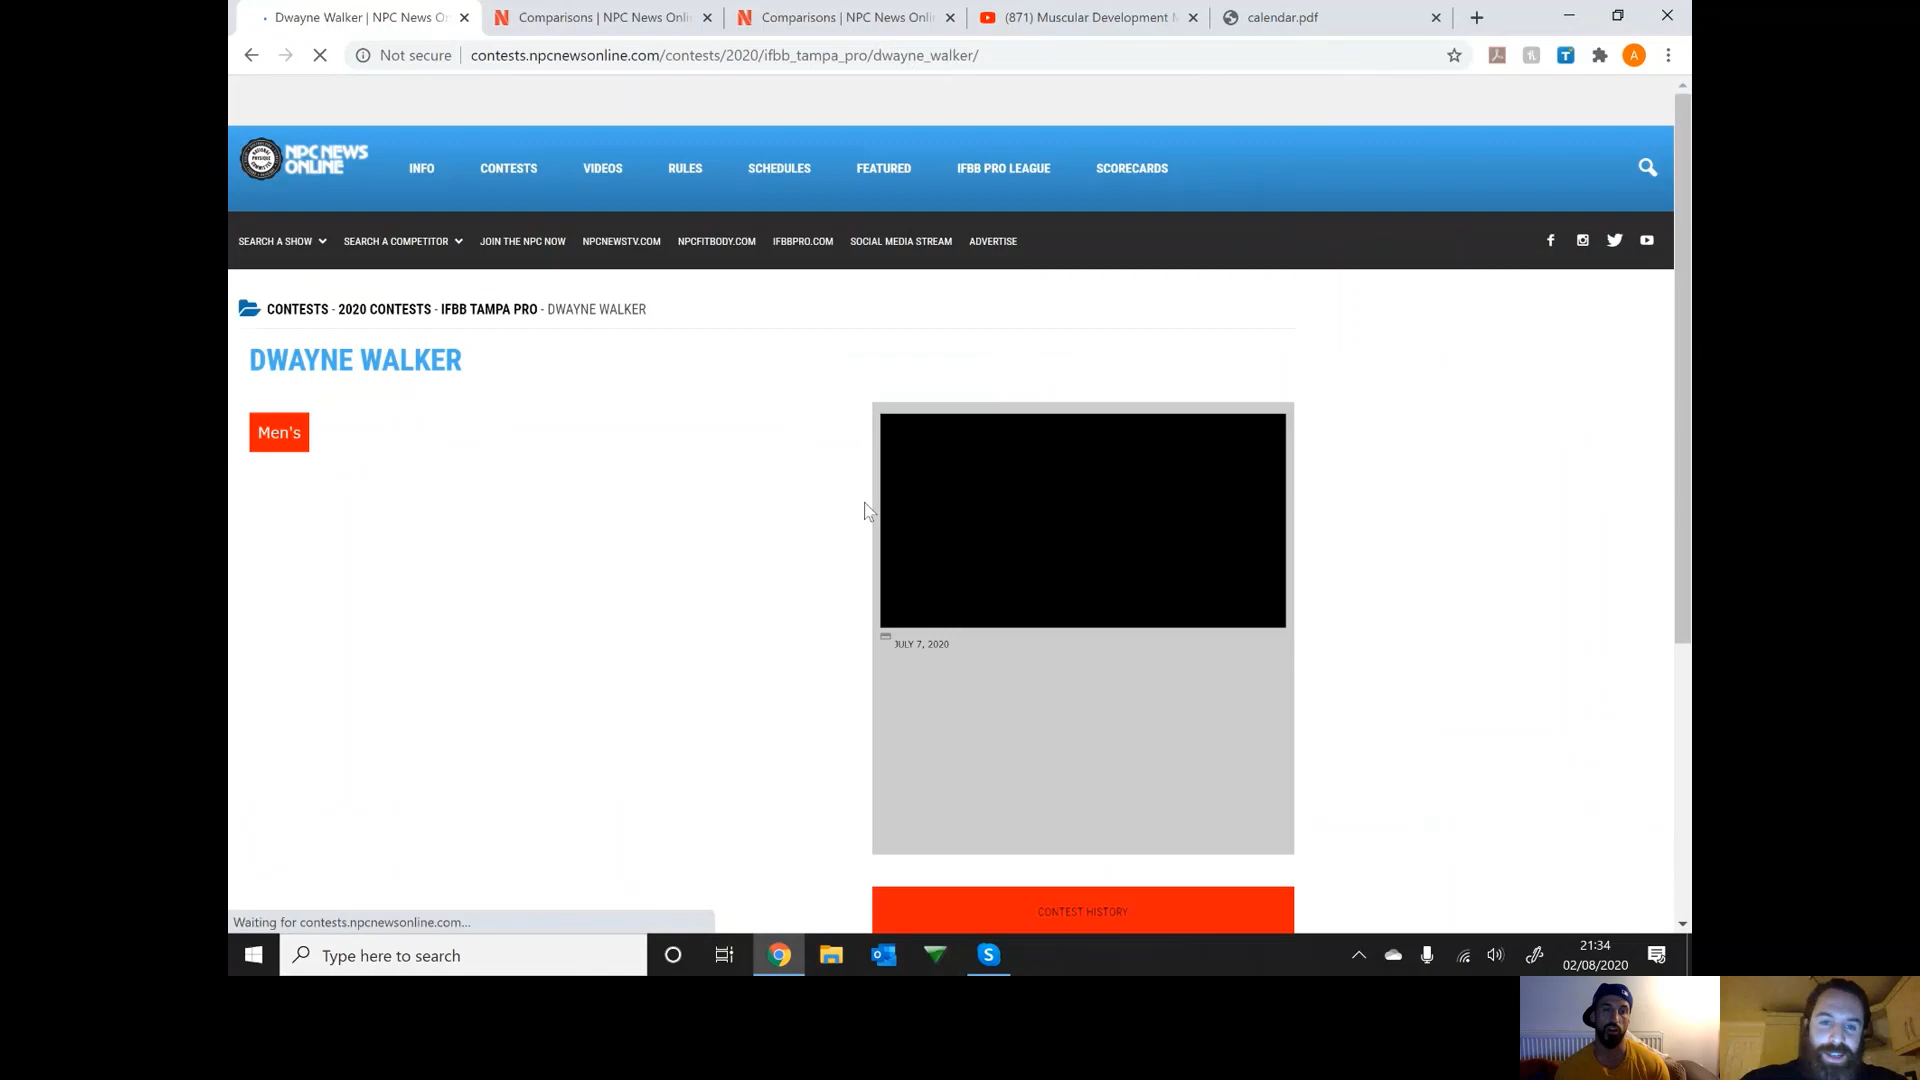 Dwayne Walker | NPC News O
Comparisons | NPC News Onli
Comparisons | NPC News Onli
(871) Muscular Development
calendar.pdf
Not secure
contests.npcnewsonline.com/contests/2020/ifbb_tampa_pro/dwayne_walker/
A
NPC NEWS
ONLINE
INFO
CONTESTS
VIDEOS
RULES
SCHEDULES
FEATURED
IFBB PRO LEAGUE
SCORECARDS
SEARCH A SHOW
SEARCH A COMPETITOR
JOIN THE NPC NOW
NPCNEWSTV.COM
NPCFITBODY.COM
IFBBPRO.COM
SOCIAL MEDIA STREAM
ADVERTISE
CONTESTS - 2020 CONTESTS - IFBB TAMPA PRO - DWAYNE WALKER
DWAYNE WALKER
Men's
JULY 7, 2020
CONTEST HISTORY
Waiting for contests.npcnewsonline.com...
Type here to search
21:34
02/08/2020